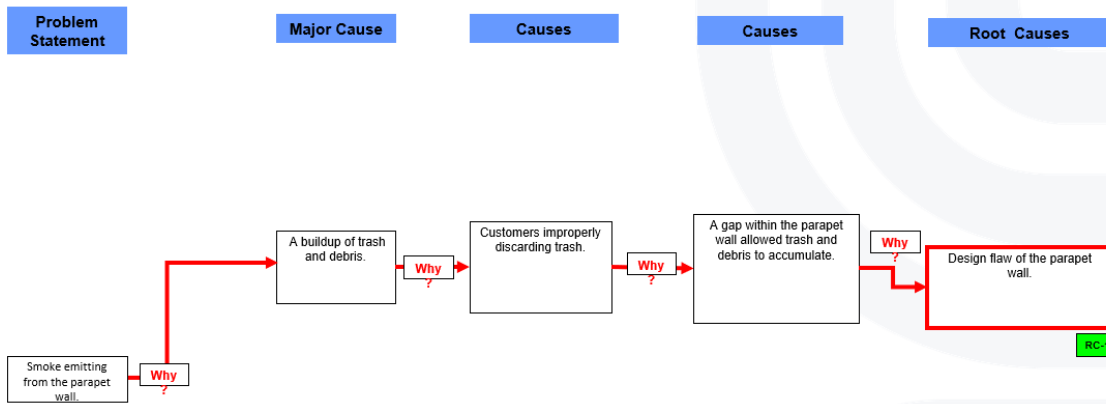 Problem
Statement
Major Cause
Causes
Causes
Root Causes
Smoke emitting
from the parapet
wall.
Why
?
A buildup of trash
and debris.
Why
?
Customers improperly
discarding trash.
Why
?
A gap within the parapet
wall allowed trash and
debris to accumulate.
Why
?
Design flaw of the parapet
wall.
RC-